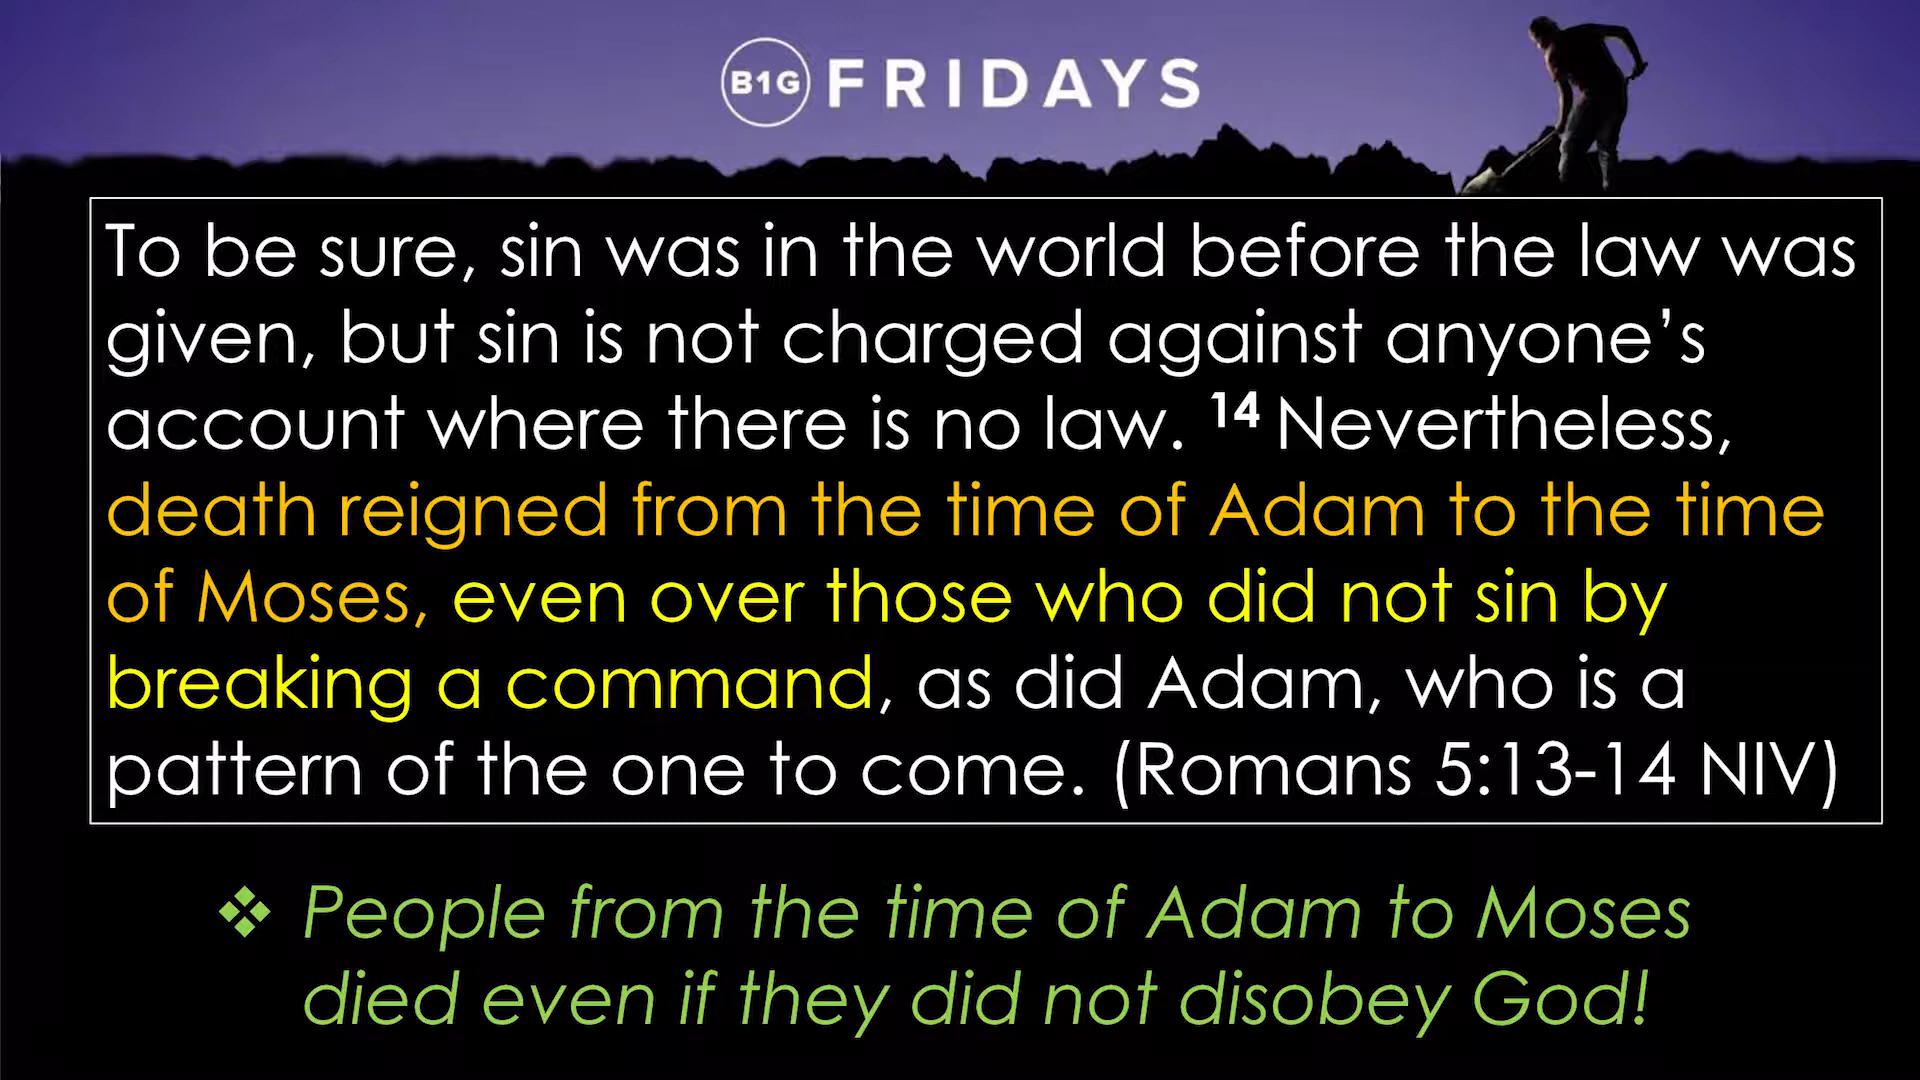 B1G FRIDAYS
To be sure, sin was in the world before the law was
given, but sin is not charged against anyone’s
account where there is no law. 14 Nevertheless,
death reigned from the time of Adam to the time
of Moses, even over those who did not sin by
breaking a command, as did Adam, who is a
pattern of the one to come. (Romans 5:13-14 NIV)
❖ People from the time of Adam to Moses
died even if they did not disobey God!